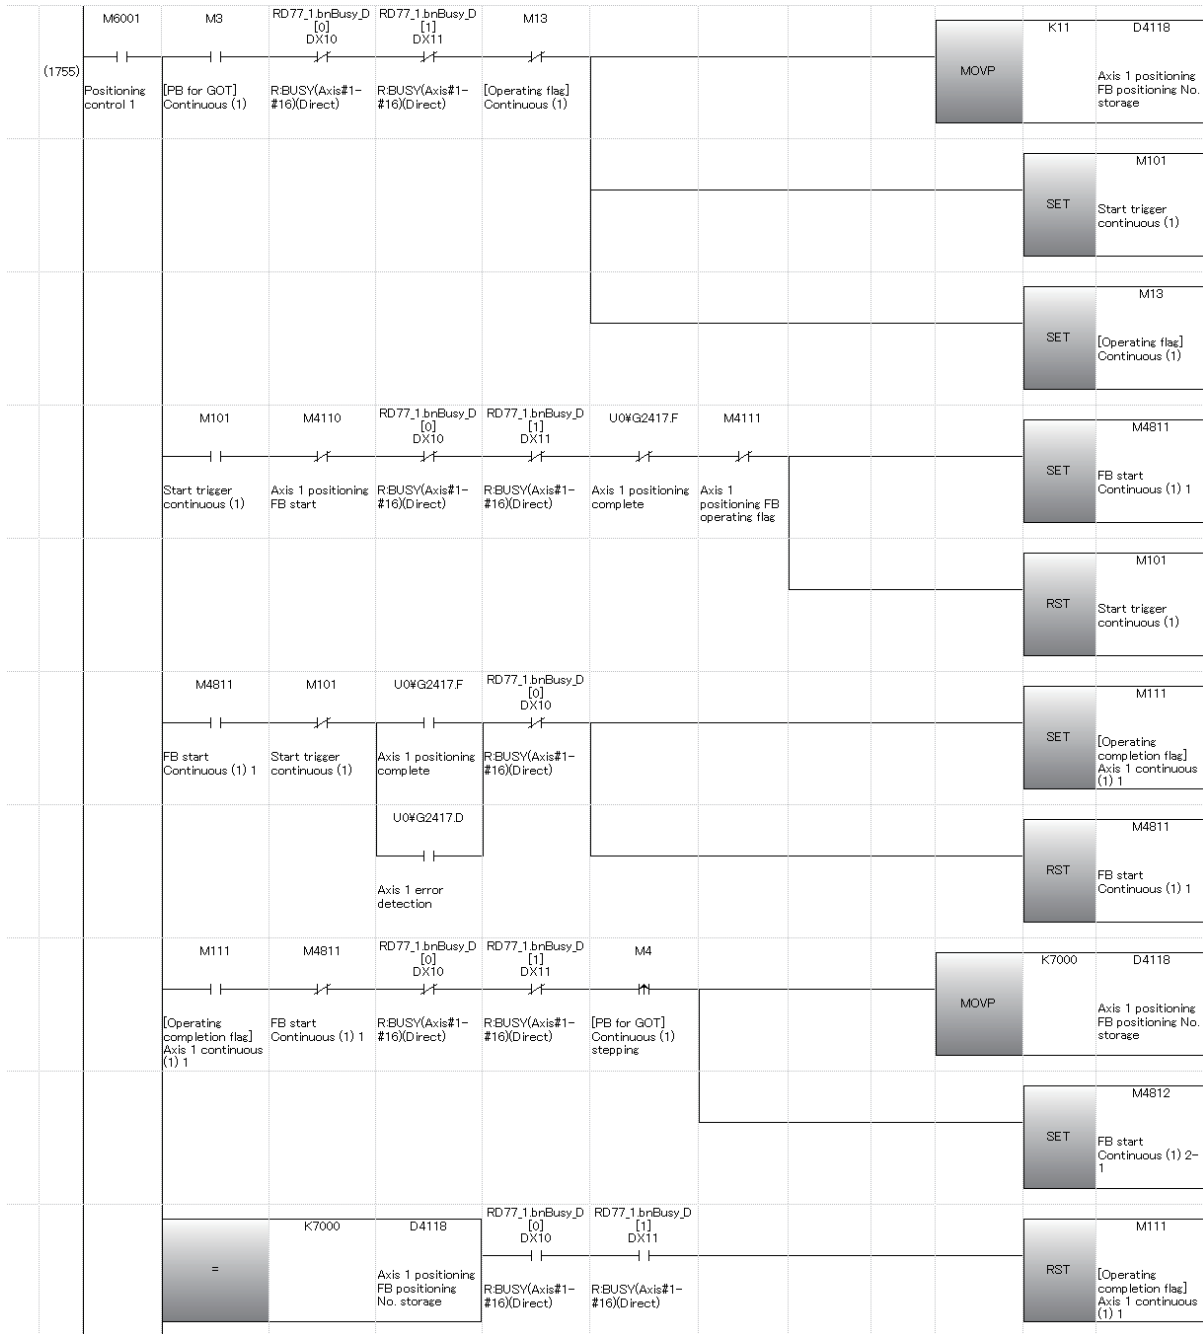 M6001
M3
RD77_1.bnBusy_D
[0]
DX10
RD77_1.bnBusy_D
[1]
DX11
M13
K11
D4118
(1755)
MOVP
Positioning
control 1
[PB for GOT]
Continuous (1)
R:BUSY(Axis#1-
#16)(Direct)
R:BUSY(Axis#1-
#16)(Direct)
[Operating flag]
Continuous (1)
Axis 1 positioning
FB positioning No.
storage
M101
SET
Start trigger
continuous (1)
M13
SET
[Operating flag]
Continuous (1)
M101
M4110
RD77_1.bnBusy_D
[0]
DX10
RD77_1.bnBusy_D
[1]
DX11
U0¥G2417.F
M4111
M4811
SET
Start trigger
continuous (1)
Axis 1 positioning
FB start
R:BUSY(Axis#1-
#16)(Direct)
R:BUSY(Axis#1-
#16)(Direct)
Axis 1 positioning
complete
Axis 1
positioning FB
operating flag
FB start
Continuous (1) 1
M101
RST
Start trigger
continuous (1)
M4811
M101
U0¥G2417.F
RD77_1.bnBusy_D
[0]
DX10
M111
SET
FB start
Continuous (1) 1
Start trigger
continuous (1)
Axis 1 positioning
complete
R:BUSY(Axis#1-
#16)(Direct)
[Operating
completion flag]
Axis 1 continuous
(1) 1
U0¥G2417.D
M4811
RST
Axis 1 error
detection
FB start
Continuous (1) 1
M111
M4811
RD77_1.bnBusy_D
[0]
DX10
RD77_1.bnBusy_D
[1]
DX11
M4
K7000
D4118
MOVP
[Operating
completion flag]
Axis 1 continuous
(1) 1
FB start
Continuous (1) 1
R:BUSY(Axis#1-
#16)(Direct)
R:BUSY(Axis#1-
#16)(Direct)
[PB for GOT]
Continuous (1)
stepping
Axis 1 positioning
FB positioning No.
storage
M4812
SET
FB start
Continuous (1) 2-
1
K7000
D4118
RD77_1.bnBusy_D
[0]
DX10
RD77_1.bnBusy_D
[1]
DX11
M111
=
RST
Axis 1 positioning
FB positioning
No. storage
R:BUSY(Axis#1-
#16)(Direct)
R:BUSY(Axis#1-
#16)(Direct)
[Operating
completion flag]
Axis 1 continuous
(1) 1